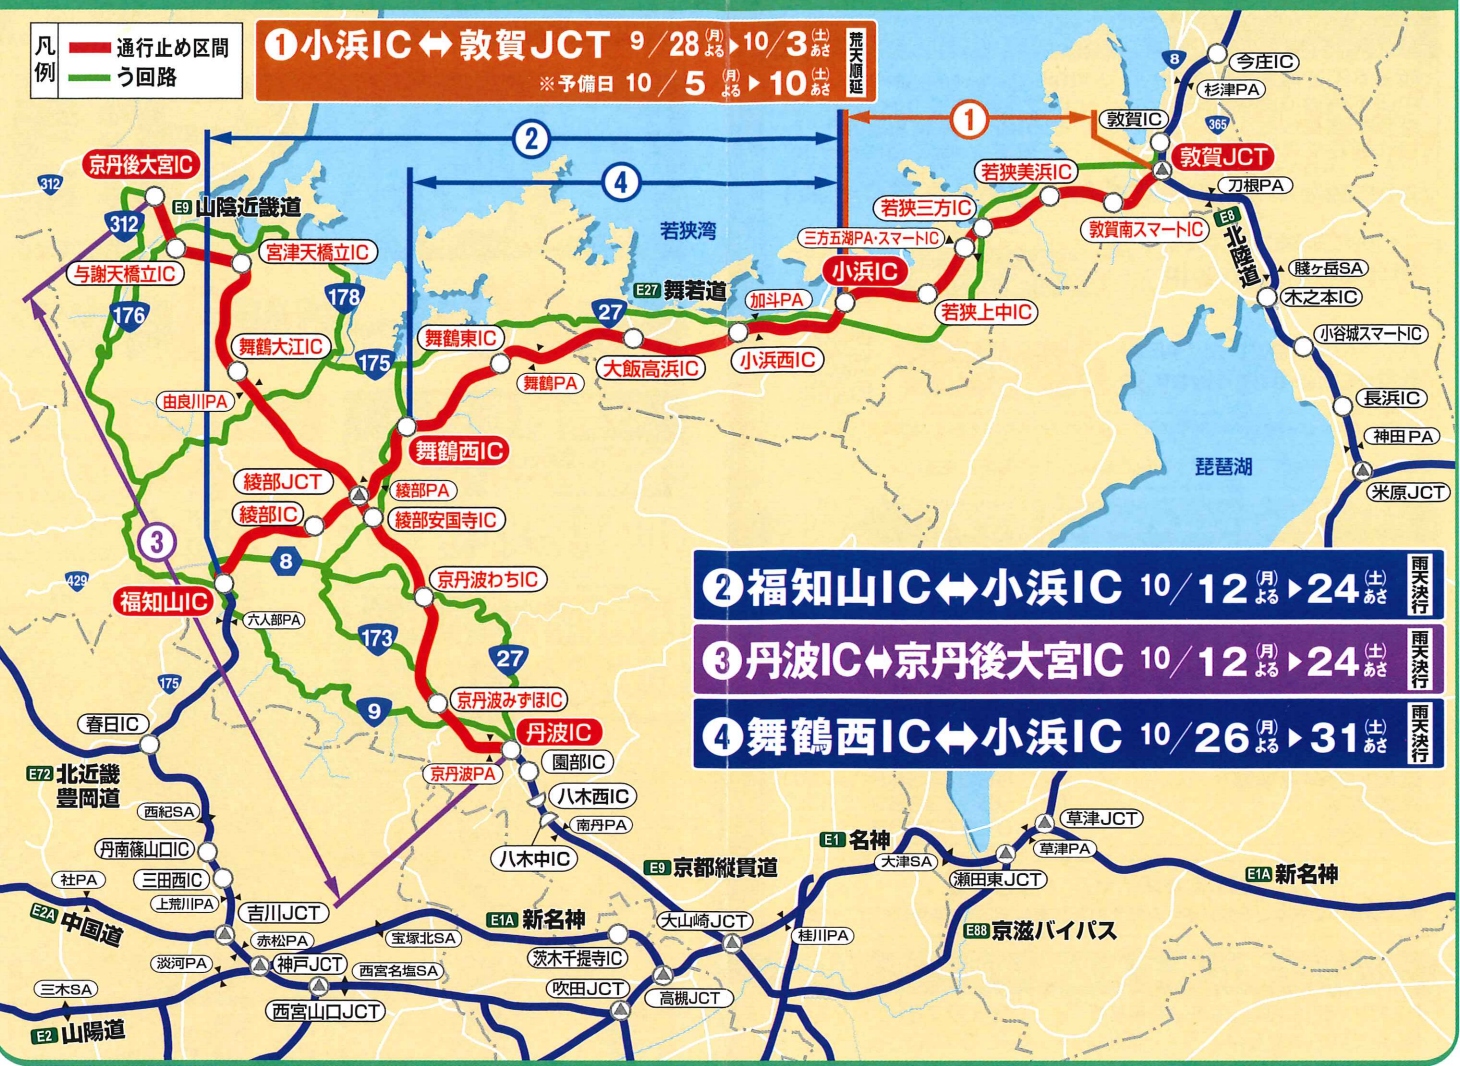 凡例
通行止め区間
う回路
①小浜IC⇔敦賀JCT 9/28(月)よる▶10/3(土)あさ
※予備日 10/5(月)よる▶10(土)あさ
荒天順延
8
今庄IC
杉津PA
365
敦賀IC
敦賀JCT
刀根PA
①
②
④
京丹後大宮IC
312
312
E9 山陰近畿道
若狭湾
若狭美浜IC
若狭三方IC
三方五湖PA・スマートIC
敦賀南スマートIC
E8 北陸道
与謝天橋立IC
宮津天橋立IC
小浜IC
賤ヶ岳SA
木之本IC
176
178
E27 舞若道
27
加斗PA
若狭上中IC
小谷城スマートIC
舞鶴大江IC
175
舞鶴東IC
舞鶴PA
大飯高浜IC
小浜西IC
由良川PA
長浜IC
神田PA
舞鶴西IC
琵琶湖
米原JCT
綾部JCT
綾部PA
綾部IC
綾部安国寺IC
③
8
429
京丹波わちIC
福知山IC
六人部PA
②福知山IC⇔小浜IC 10/12(月)よる▶24(土)あさ
雨天決行
③丹波IC⇔京丹後大宮IC 10/12(月)よる▶24(土)あさ
雨天決行
④舞鶴西IC⇔小浜IC 10/26(月)よる▶31(土)あさ
雨天決行
173
27
175
9
京丹波みずほIC
春日IC
丹波IC
京丹波PA
園部IC
E72 北近畿
豊岡道
八木西IC
西紀SA
南丹PA
八木中IC
草津JCT
草津PA
E1 名神
大津SA
瀬田東JCT
丹南篠山口IC
E9 京都縦貫道
E1A 新名神
社PA
三田西IC
上荒川PA
E2A 中国道
吉川JCT
E1A 新名神
大山崎JCT
E88 京滋バイパス
赤松PA
宝塚北SA
桂川PA
淡河PA
神戸JCT
西宮名塩SA
茨木千提寺IC
三木SA
吹田JCT
高槻JCT
西宮山口JCT
E2 山陽道